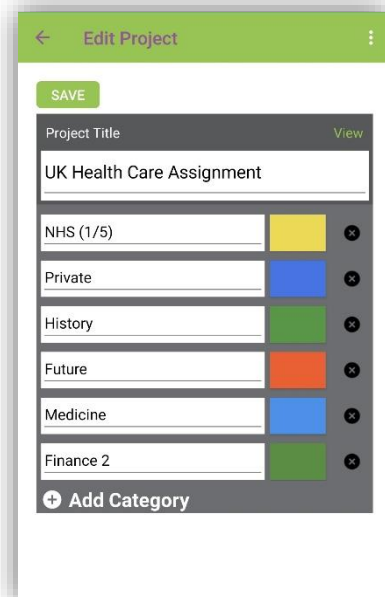 Edit Project
SAVE
Project Title View
UK Health Care Assignment
NHS (1/5)
Private
History
Future
Medicine
Finance 2
Add Category